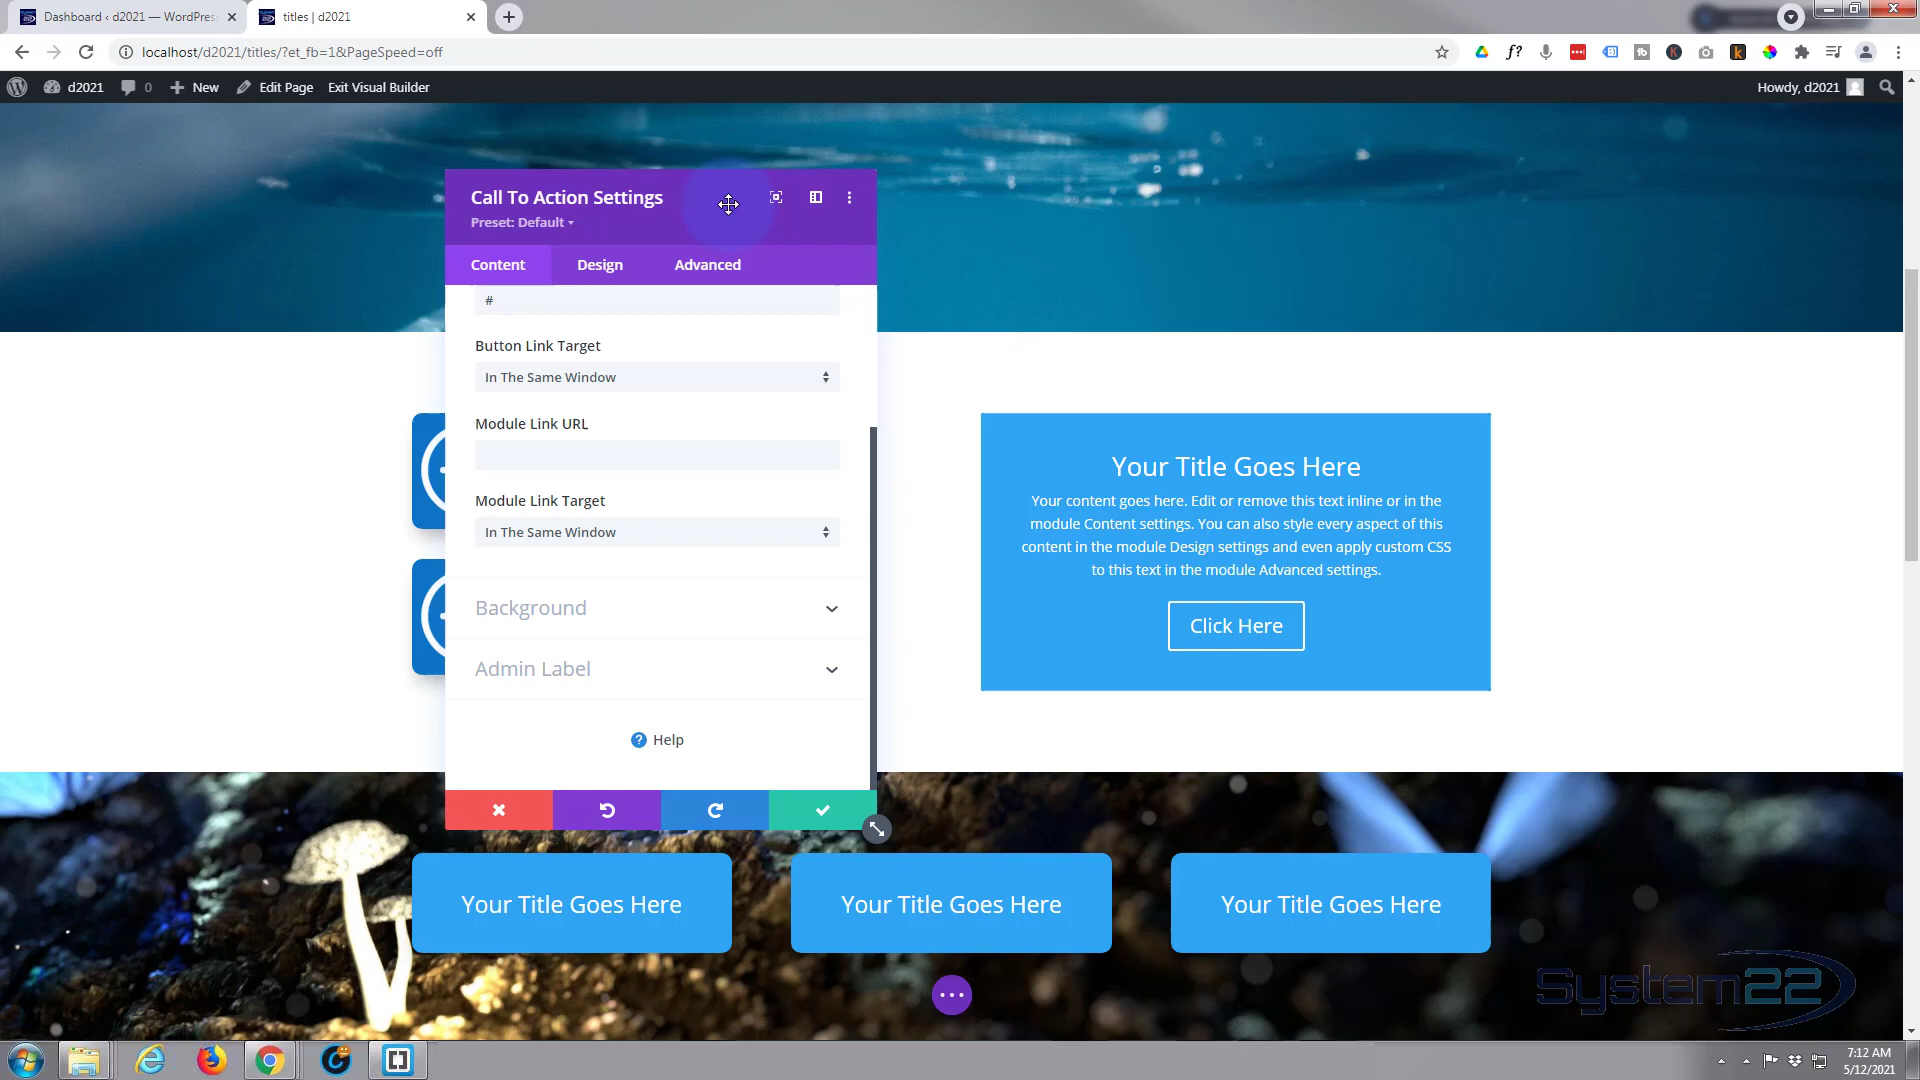 Dashboard ‹ d2021 — WordPress
titles | d2021
localhost/d2021/titles/?et_fb=1&PageSpeed=off
d2021
0
New
Edit Page
Exit Visual Builder
Howdy, d2021
Call To Action Settings
Preset: Default
Content
Design
Advanced
#
Button Link Target
In The Same Window
Module Link URL
Module Link Target
In The Same Window
Background
Admin Label
Help
Your Title Goes Here
Your content goes here. Edit or remove this text inline or in the
module Content settings. You can also style every aspect of this
content in the module Design settings and even apply custom CSS
to this text in the module Advanced settings.
Click Here
Your Title Goes Here
Your Title Goes Here
Your Title Goes Here
System22
7:12 AM
5/12/2021